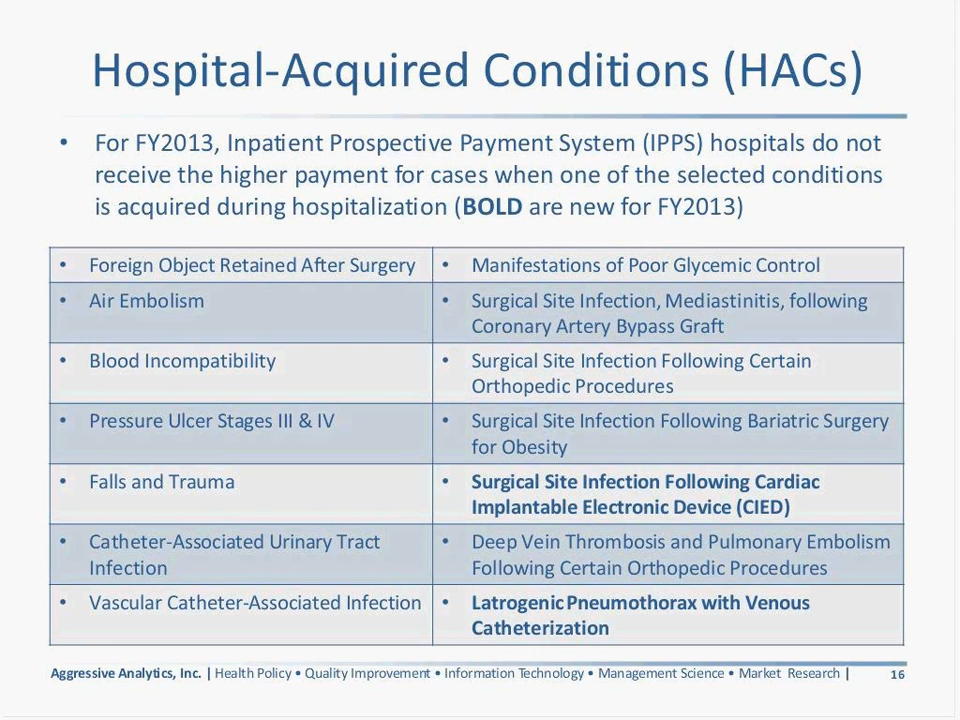 Hospital-Acquired Conditions (HACs)
• For FY2013, Inpatient Prospective Payment System (IPPS) hospitals do not
receive the higher payment for cases when one of the selected conditions
is acquired during hospitalization (BOLD are new for FY2013)
• Foreign Object Retained After Surgery
• Manifestations of Poor Glycemic Control
• Air Embolism
• Surgical Site Infection, Mediastinitis, following
Coronary Artery Bypass Graft
• Blood Incompatibility
• Surgical Site Infection Following Certain
Orthopedic Procedures
• Pressure Ulcer Stages III & IV
• Surgical Site Infection Following Bariatric Surgery
for Obesity
• Falls and Trauma
• Surgical Site Infection Following Cardiac
Implantable Electronic Device (CIED)
• Catheter-Associated Urinary Tract
Infection
• Deep Vein Thrombosis and Pulmonary Embolism
Following Certain Orthopedic Procedures
• Vascular Catheter-Associated Infection
• Latrogenic Pneumothorax with Venous
Catheterization
Aggressive Analytics, Inc. | Health Policy • Quality Improvement • Information Technology • Management Science • Market Research | 16